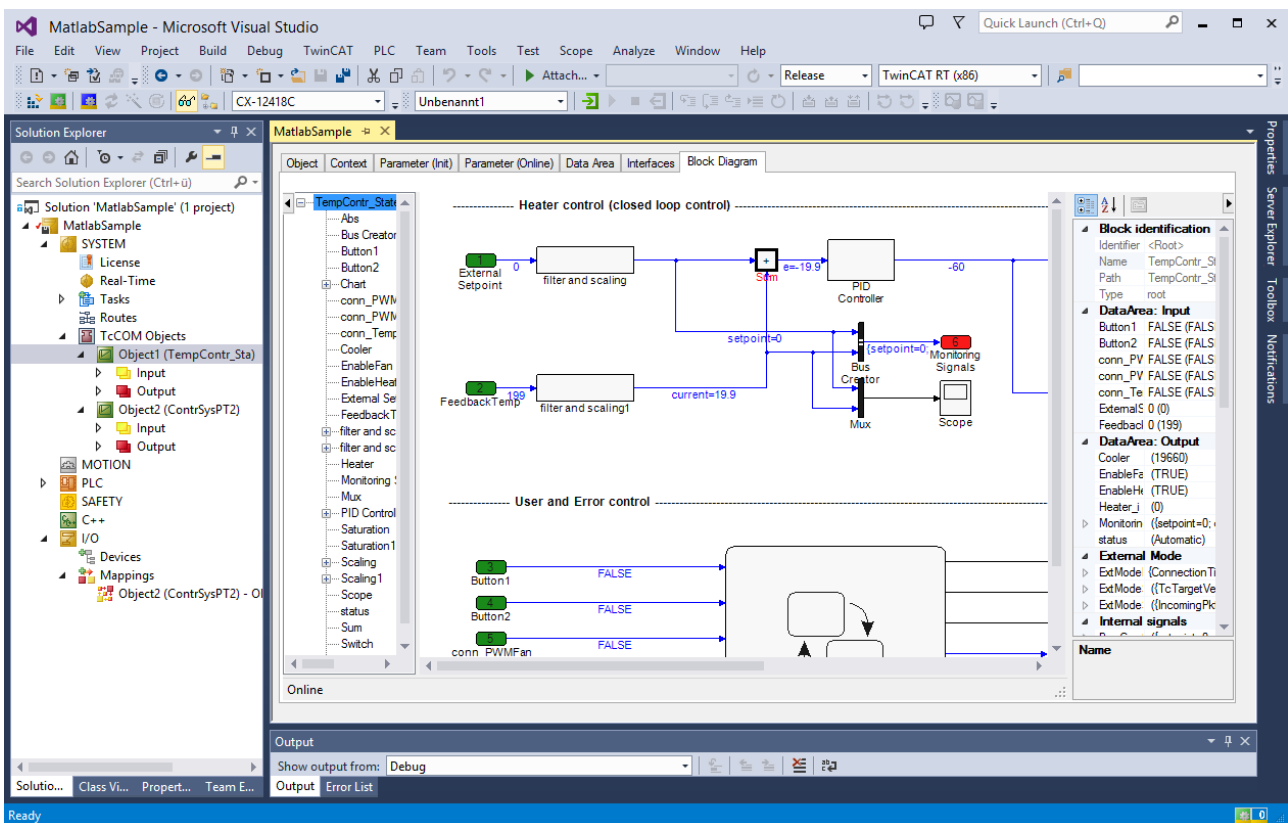 MatlabSample - Microsoft Visual Studio
Quick Launch (Ctrl+Q)
File Edit View Project Build Debug TwinCAT PLC Team Tools Test Scope Analyze Window Help
Attach... Release TwinCAT RT (x86)
CX-12418C Unbenannt1
Solution Explorer
Search Solution Explorer (Ctrl+ü)
Solution 'MatlabSample' (1 project)
MatlabSample
SYSTEM
License
Real-Time
Tasks
Routes
TcCOM Objects
Object1 (TempContr_Sta)
Input
Output
Object2 (ContrSysPT2)
Input
Output
MOTION
PLC
SAFETY
C++
I/O
Devices
Mappings
Object2 (ContrSysPT2) - Ol
Solutio... Class Vi... Propert... Team E...
MatlabSample
Object Context Parameter (Init) Parameter (Online) Data Area Interfaces Block Diagram
TempContr_State
Abs
Bus Creator
Button1
Button2
Chart
conn_PWM
conn_PWM
conn_Temp
Cooler
EnableFan
EnableHeat
External Se
FeedbackT
filter and sc
filter and sc
Heater
Monitoring
Mux
PID Control
Saturation
Saturation1
Scaling
Scaling1
Scope
status
Sum
Switch
Heater control (closed loop control)
1
External
Setpoint
0
filter and scaling
+
Sum
e=-19.9
PID
Controller
-60
setpoint=0
{setpoint=0;
6
Monitoring
Signals
Bus
Creator
2
FeedbackTemp
199
filter and scaling1
current=19.9
Mux
Scope
User and Error control
3
Button1
FALSE
4
Button2
FALSE
5
conn_PWMFan
FALSE
Online
Block identification
Identifier <Root>
Name TempContr_St
Path TempContr_St
Type root
DataArea: Input
Button1 FALSE (FALS
Button2 FALSE (FALS
conn_PV FALSE (FALS
conn_PV FALSE (FALS
conn_Te FALSE (FALS
ExternalS 0 (0)
Feedbacl 0 (199)
DataArea: Output
Cooler (19660)
EnableFa (TRUE)
EnableHe (TRUE)
Heater_i (0)
Monitorin ({setpoint=0;
status (Automatic)
External Mode
ExtMode {ConnectionTi
ExtMode ({TcTargetVe
ExtMode ({IncomingPk
Internal signals
Name
Properties
Server Explorer
Toolbox
Notifications
Output
Show output from: Debug
Output Error List
Ready
0